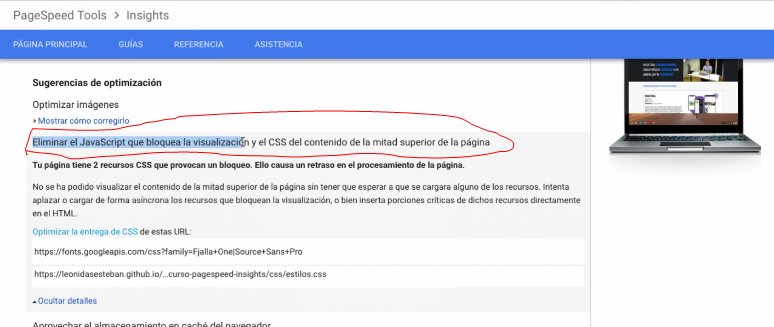 PageSpeed Tools > Insights
PÁGINA PRINCIPAL GUÍAS REFERENCIA ASISTENCIA
Sugerencias de optimización
Optimizar imágenes
Mostrar cómo corregirlo
Eliminar el JavaScript que bloquea la visualización y el CSS del contenido de la mitad superior de la página
Tu página tiene 2 recursos CSS que provocan un bloqueo. Ello causa un retraso en el procesamiento de la página.
No se ha podido visualizar el contenido de la mitad superior de la página sin tener que esperar a que se cargara alguno de los recursos. Intenta
aplazar o cargar de forma asíncrona los recursos que bloquean la visualización, o bien inserta porciones críticas de dichos recursos directamente
en el HTML.
Optimizar la entrega de CSS de estas URL:
https://fonts.googleapis.com/css?family=Fjalla+One|Source+Sans+Pro
https://leonidasesteban.github.io/…curso-pagespeed-insights/css/estilos.css
Ocultar detalles
Aprovechar el almacenamiento en caché del navegador